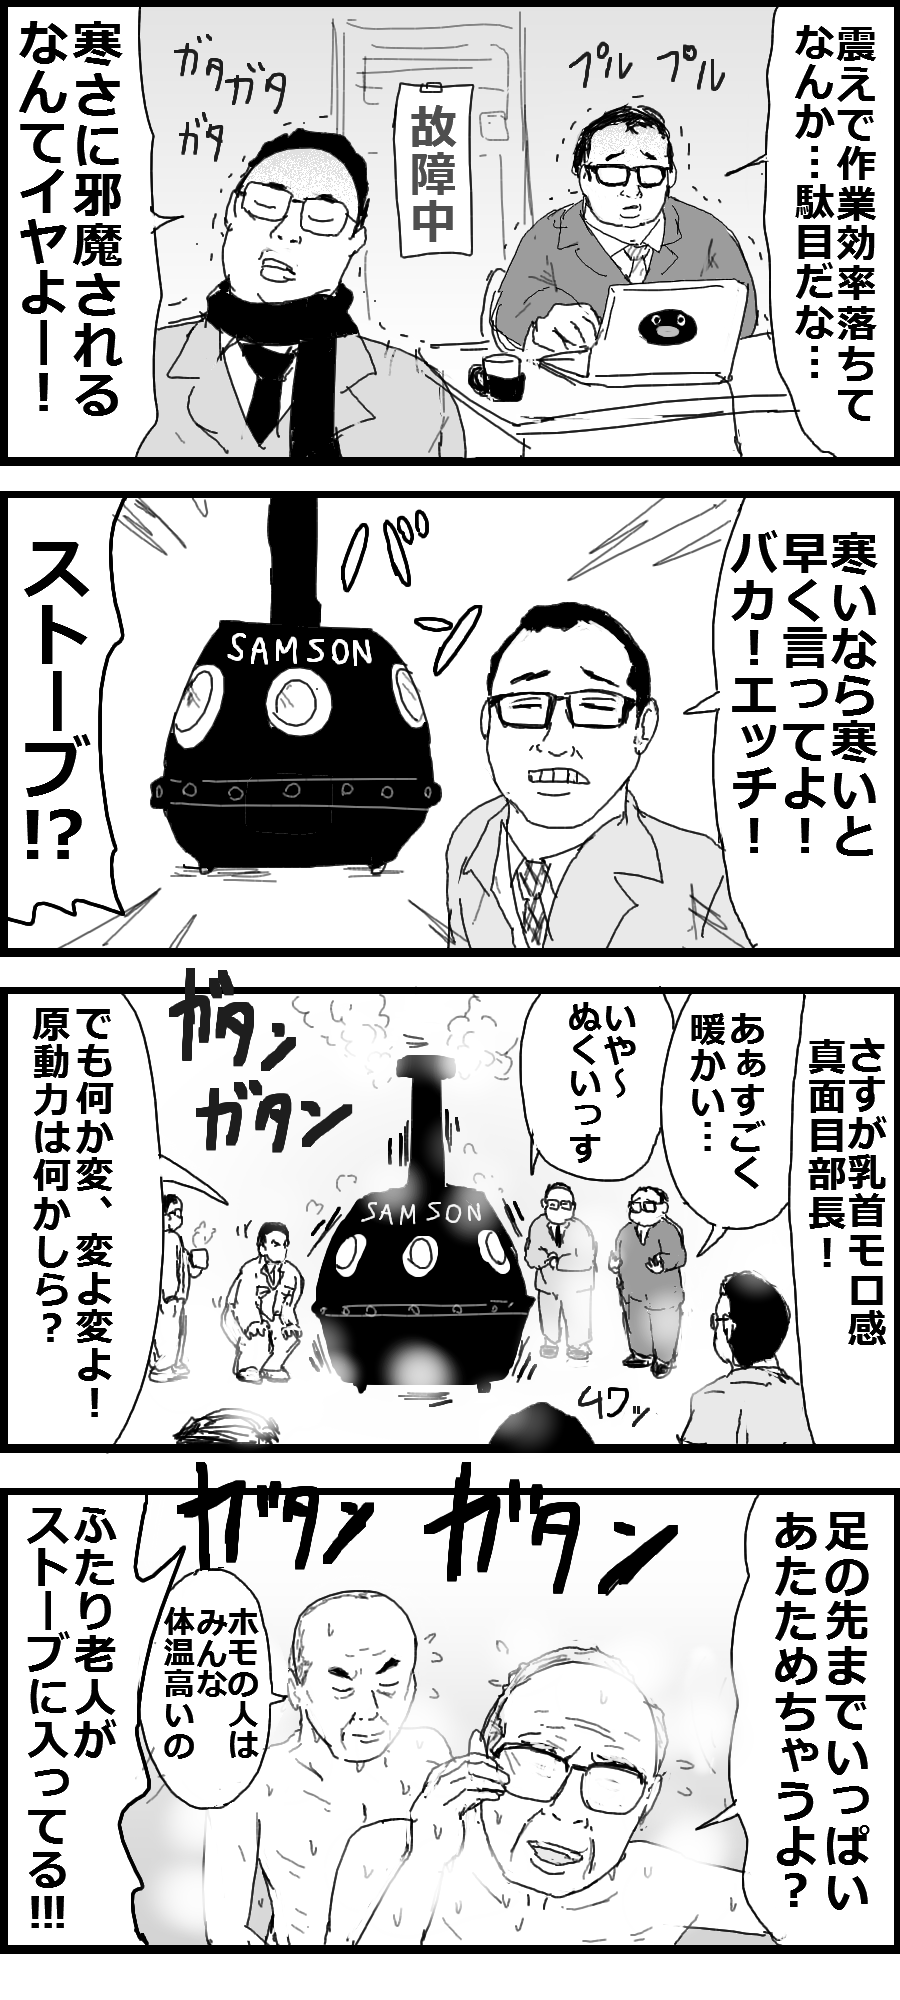 震えで作業効率落ちて
なんか…駄目だな…
プル プル
故障中
ガタ
ガタ
ガタ
寒さに邪魔される
なんてイヤよー！
寒いなら寒いと
早く言ってよ！
バカ！エッチ！
バーン
SAMSON
ストーブ!?
さすが乳首モロ感
真面目部長！
あぁすごく
暖かい…
いや～
ぬくいっす
ガタン
ガタン
SAMSON
ムワッ
でも何か変、変よ変よ！
原動力は何かしら？
足の先までいっぱい
あたためちゃうよ？
ガタン ガタン
ホモの人は
みんな
体温高いの
ふたり老人が
ストーブに入ってる!!!